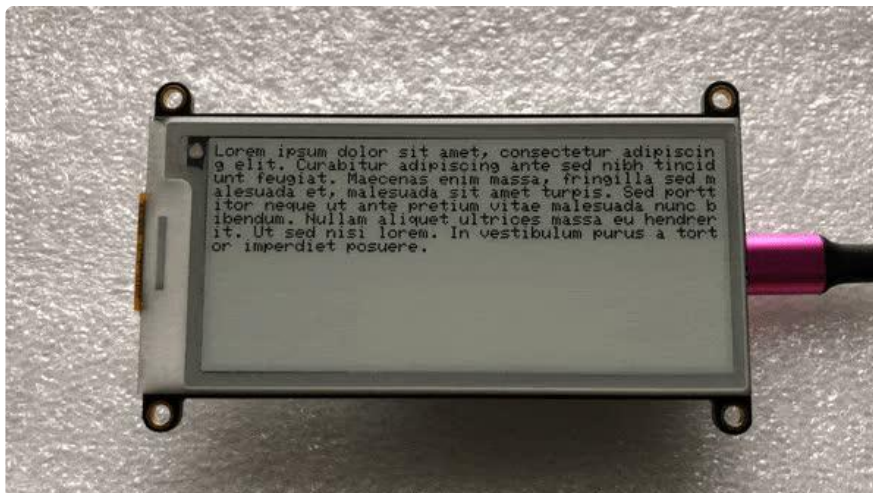 Lorem ipsum dolor sit amet, consectetur adipiscin
g elit. Curabitur adipiscing ante sed nibh tincid
unt feugiat. Maecenas enim massa, fringilla sed m
alesuada et, malesuada sit amet turpis. Sed portt
itor neque ut ante pretium vitae malesuada nunc b
ibendum. Nullam aliquet ultrices massa eu hendrer
it. Ut sed nisi lorem. In vestibulum purus a tort
or imperdiet posuere.